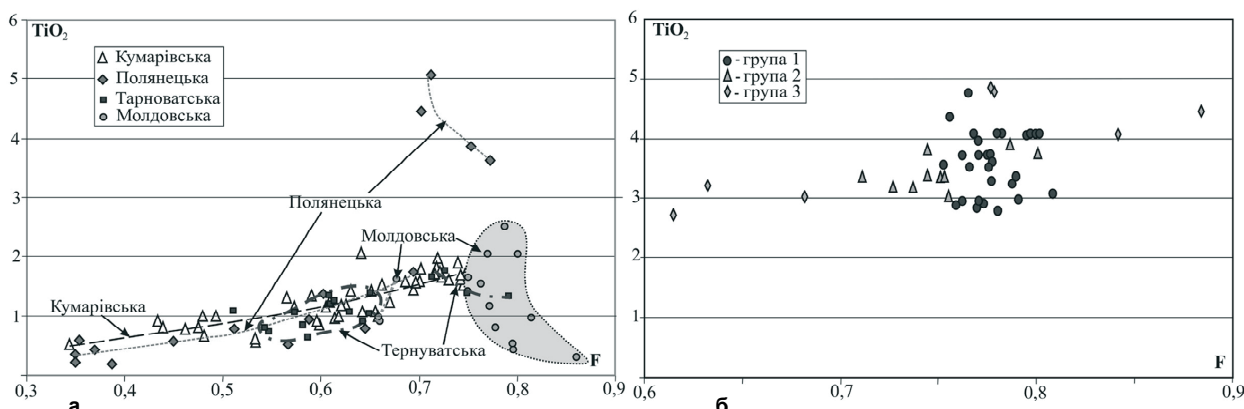 TiO2
Кумарівська
Полянецька
Тарноватська
Молдовська
6
5
4
3
2
1
0
Полянецька
Молдовська
Кумарівська
Тернуватська
F
0,3
0,4
0,5
0,6
0,7
0,8
0,9
а
TiO2
- група 1
- група 2
- група 3
6
5
4
3
2
1
0
F
0,6
0,7
0,8
0,9
б